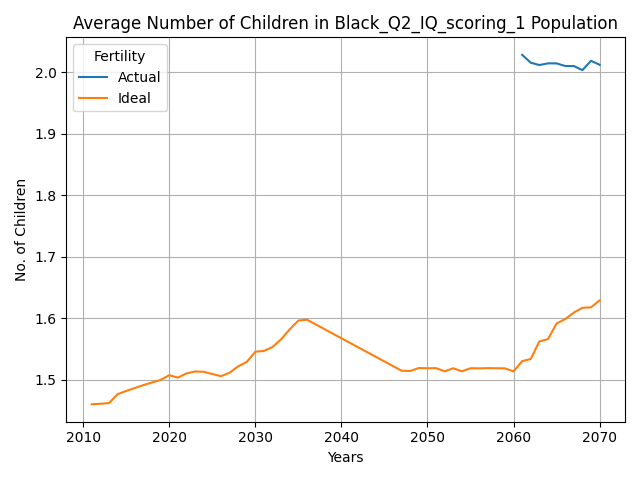 Average Number of Children in Black_Q2_IQ_scoring_1 Population
Fertility
Actual
Ideal
No. of Children
2.0
1.9
1.8
1.7
1.6
1.5
2010 2020 2030 2040 2050 2060 2070
Years